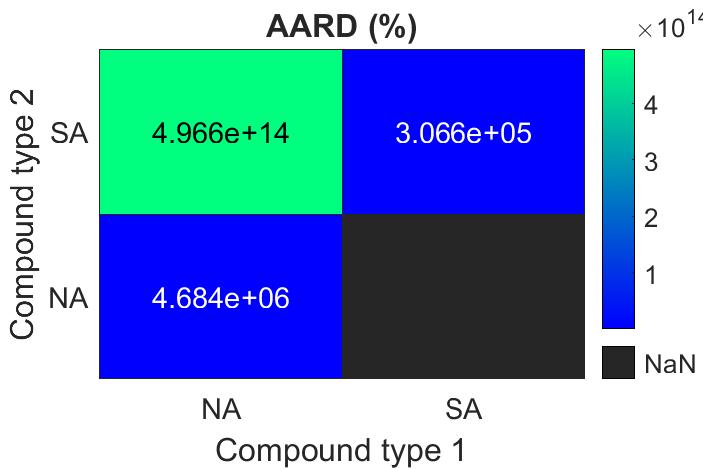 AARD (%)
×10^14
Compound type 2
SA
4.966e+14
3.066e+05
NA
4.684e+06
4
3
2
1
NaN
NA
SA
Compound type 1